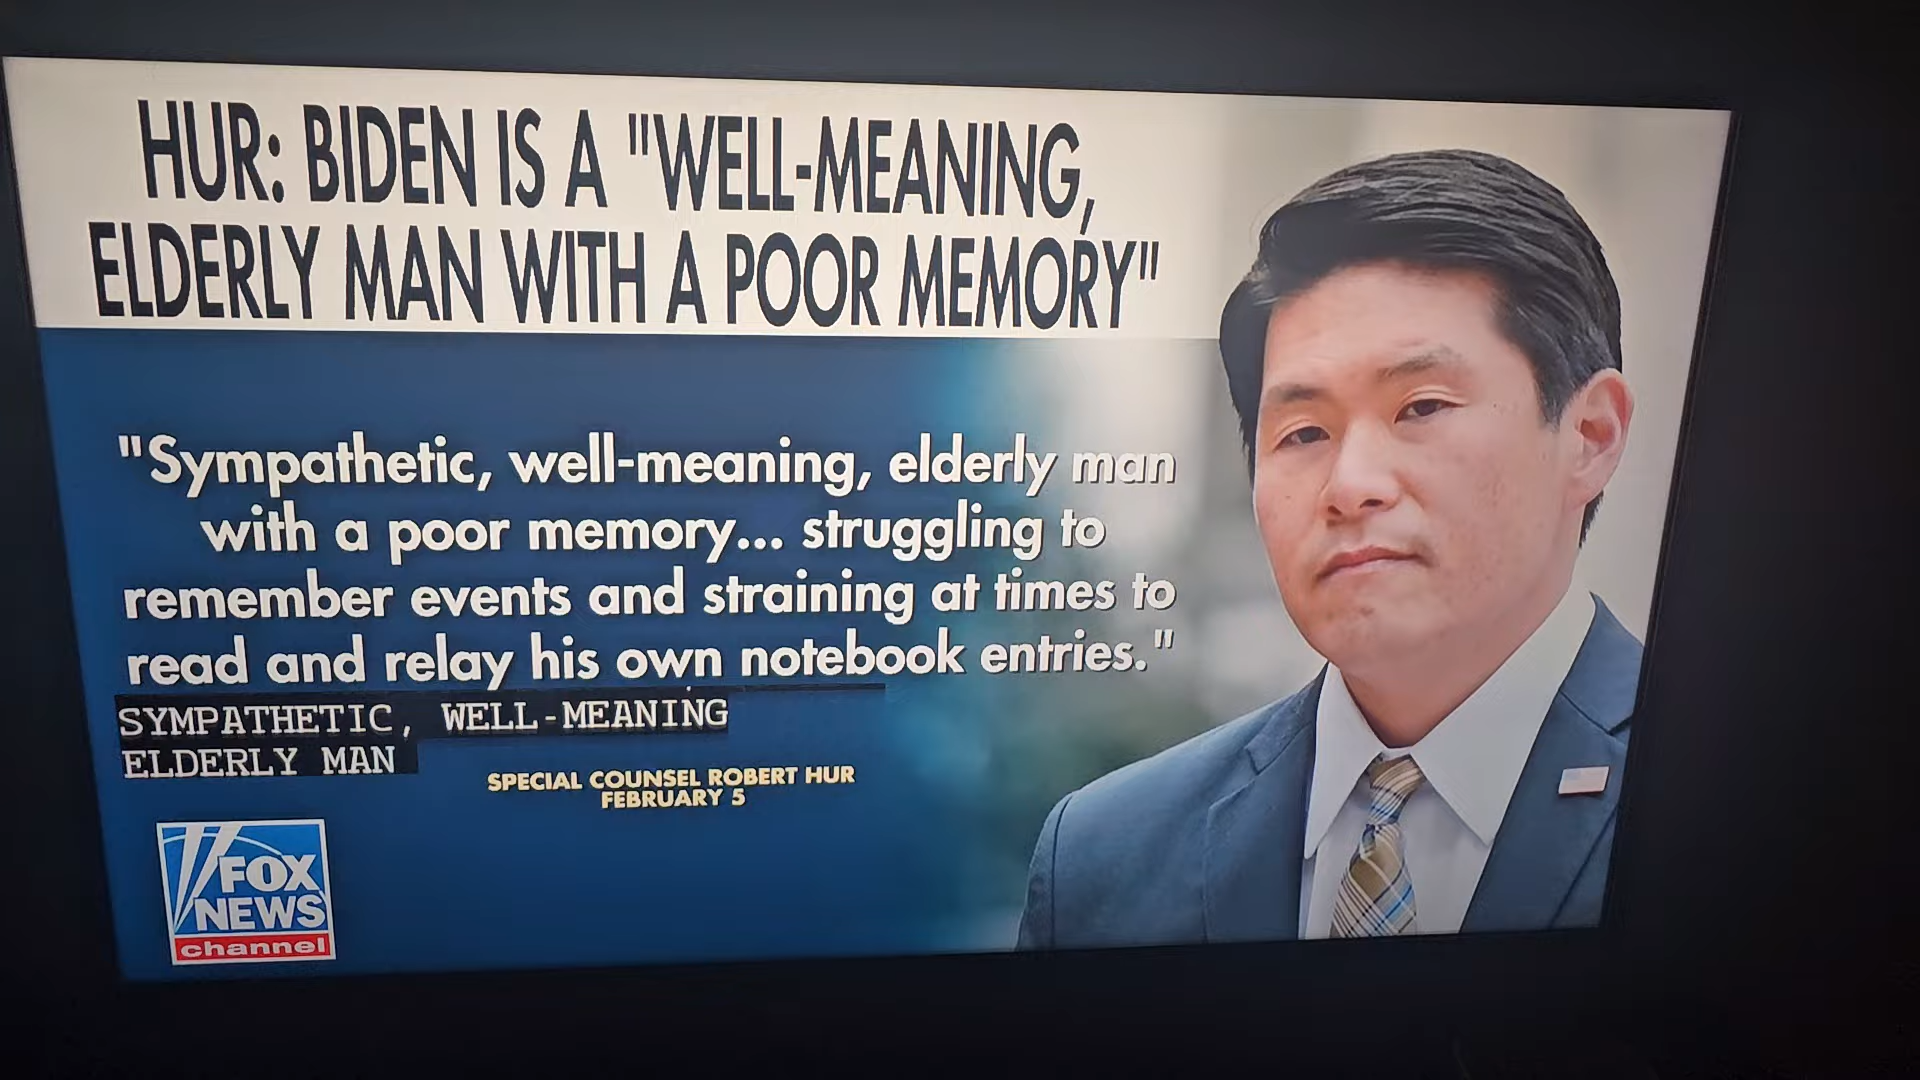 HUR: BIDEN IS A "WELL-MEANING,
ELDERLY MAN WITH A POOR MEMORY"
"Sympathetic, well-meaning, elderly man
with a poor memory... struggling to
remember events and straining at times to
read and relay his own notebook entries."
SYMPATHETIC, WELL-MEANING
ELDERLY MAN
SPECIAL COUNSEL ROBERT HUR
FEBRUARY 5
FOX
NEWS
channel